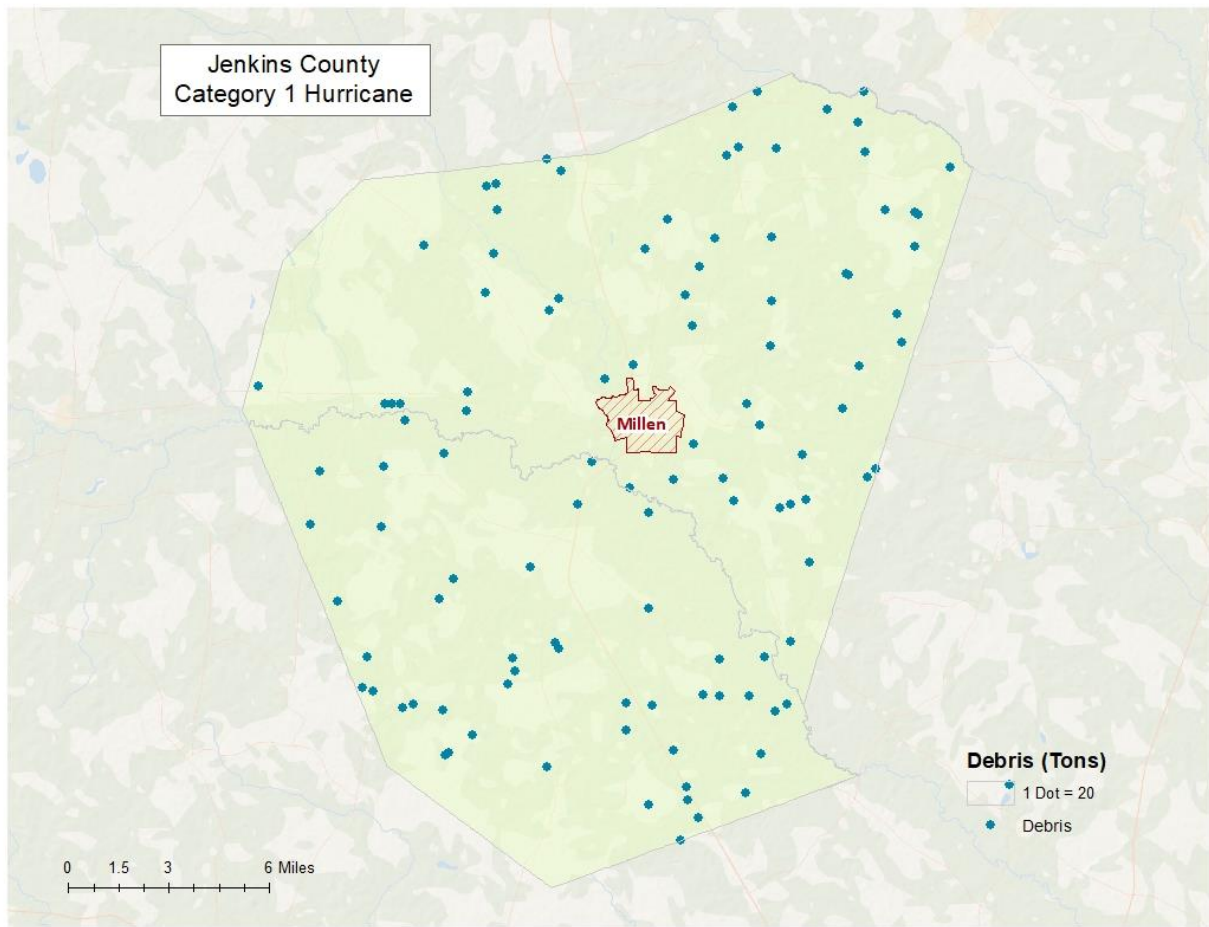 Jenkins County
Category 1 Hurricane
Millen
Debris (Tons)
1 Dot = 20
Debris
0 1.5 3 6 Miles